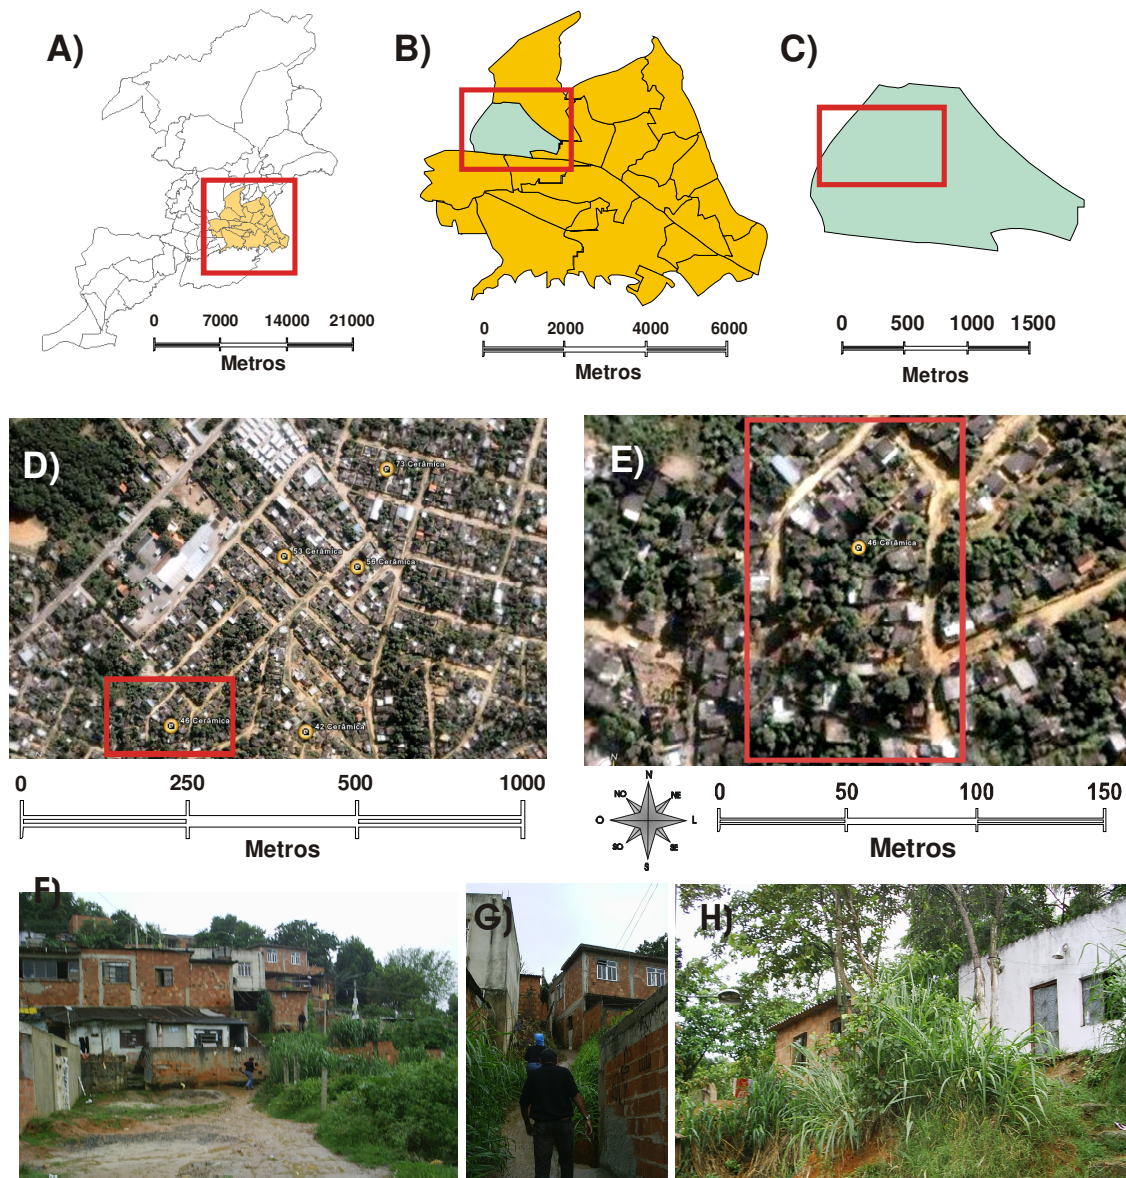 A)
B)
C)
0 7000 14000 21000
Metros
0 2000 4000 6000
Metros
0 500 1000 1500
Metros
D)
73 Cerâmica
53 Cerâmica
56 Cerâmica
46 Cerâmica
42 Cerâmica
E)
46 Cerâmica
N
0 250 500 1000
Metros
N
NO NE
O L
SO SE
S
0 50 100 150
Metros
F)
G)
H)